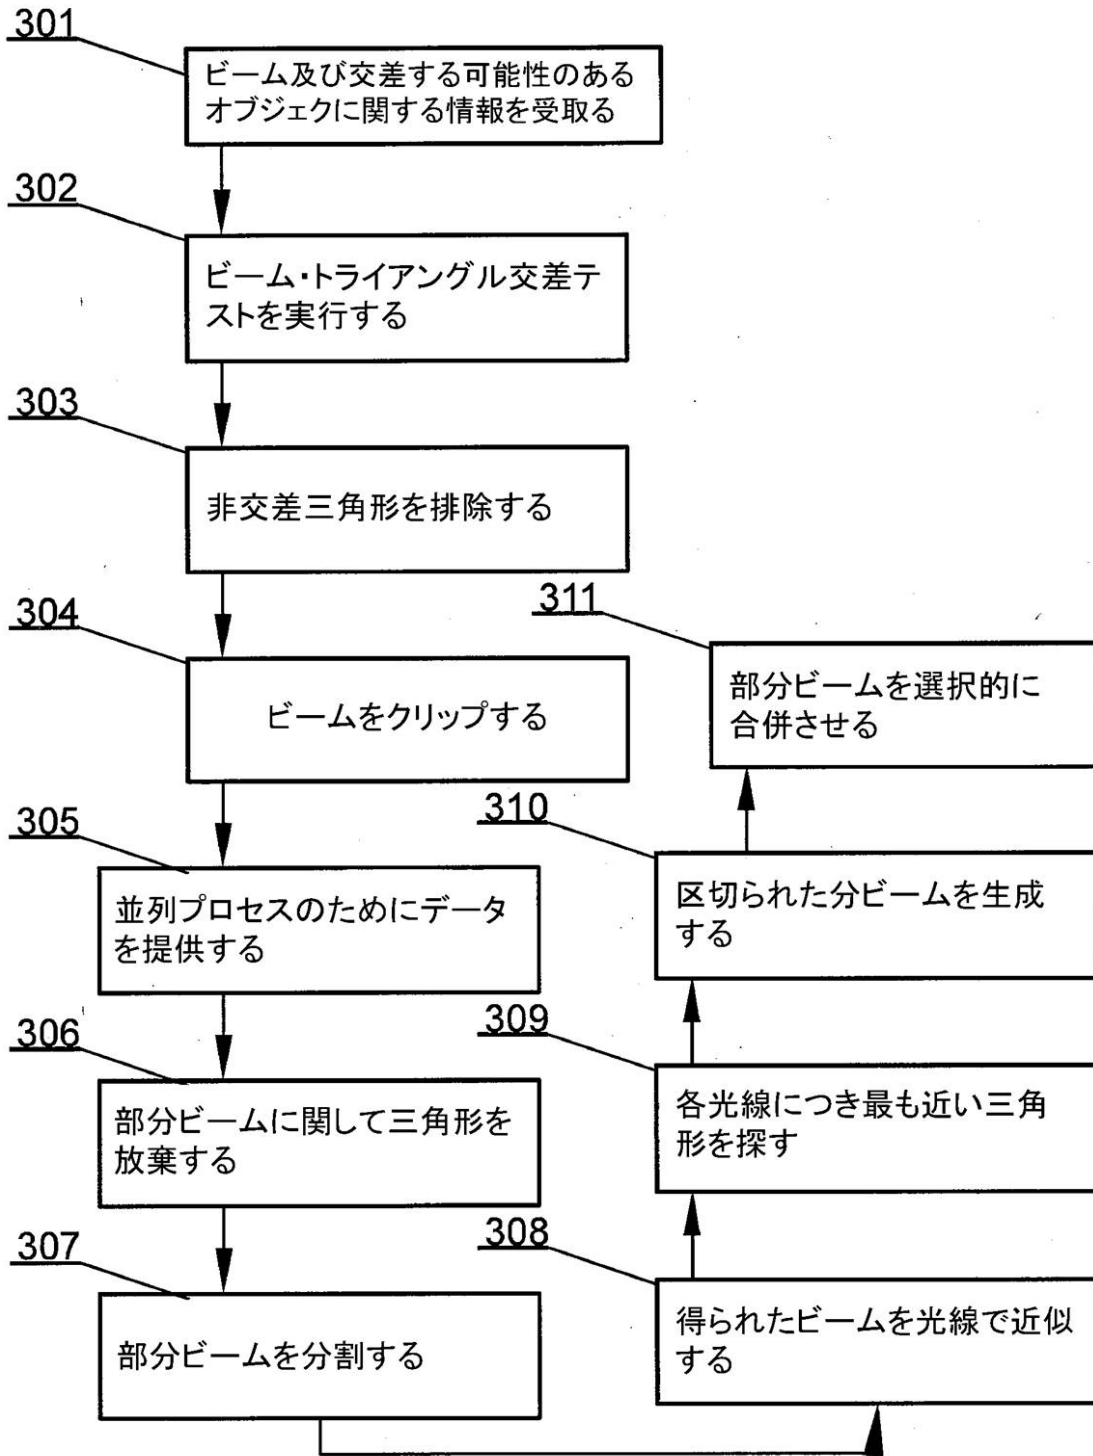 301
ビーム及び交差する可能性のある
オブジェクに関する情報を受取る
302
ビーム・トライアングル交差テ
ストを実行する
303
非交差三角形を排除する
304
ビームをクリップする
305
並列プロセスのためにデータ
を提供する
306
部分ビームに関して三角形を
放棄する
307
部分ビームを分割する
308
得られたビームを光線で近似
する
309
各光線につき最も近い三角
形を探す
310
区切られた分ビームを生成
する
311
部分ビームを選択的に
合併させる